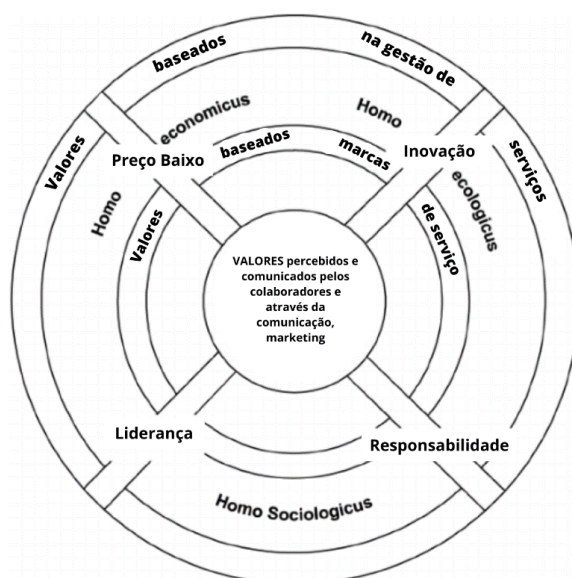 Valores baseados na gestão de serviços
Homo economicus
Homo ecologicus
Preço Baixo
Inovação
Valores baseados marcas de serviço
VALORES percebidos e
comunicados pelos
colaboradores e
através da
comunicação,
marketing
Liderança
Responsabilidade
Homo Sociologicus